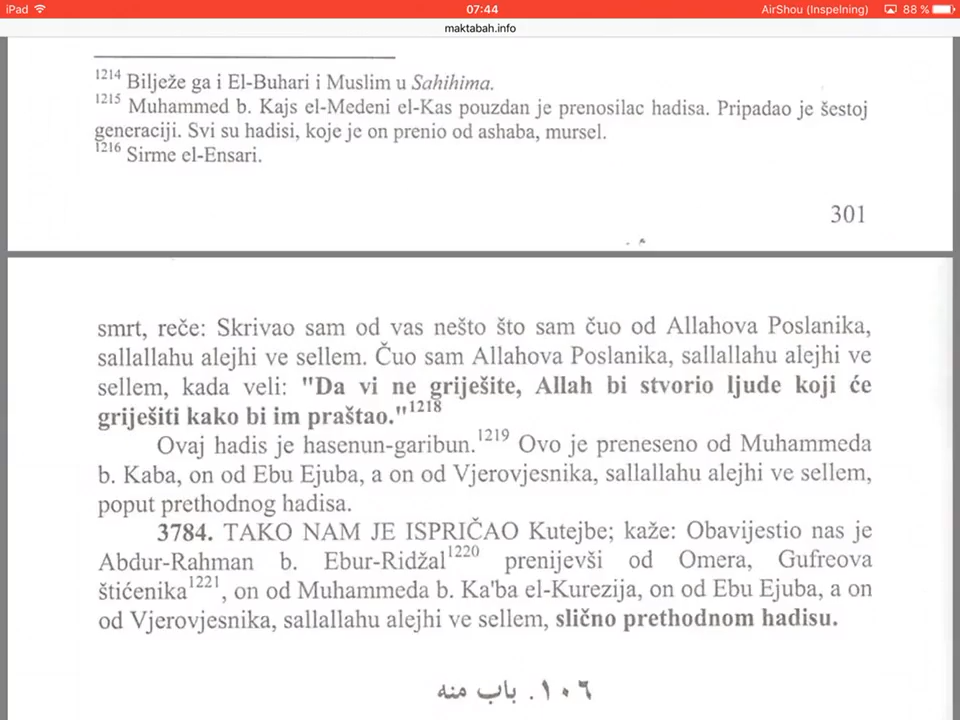 iPad 07:44 AirShou (Inspelning) 88 %
maktabah.info
1214 Bilježe ga i El-Buhari i Muslim u Sahihima.
1215 Muhammed b. Kajs el-Medeni el-Kas pouzdan je prenosilac hadisa. Pripadao je šestoj
generaciji. Svi su hadisi, koje je on prenio od ashaba, mursel.
1216 Sirme el-Ensari.
301
smrt, reče: Skrivao sam od vas nešto što sam čuo od Allahova Poslanika,
sallallahu alejhi ve sellem. Čuo sam Allahova Poslanika, sallallahu alejhi ve
sellem, kada veli: "Da vi ne griješite, Allah bi stvorio ljude koji će
griješiti kako bi im praštao."1218
Ovaj hadis je hasenun-garibun.1219 Ovo je preneseno od Muhammeda
b. Kaba, on od Ebu Ejuba, a on od Vjerovjesnika, sallallahu alejhi ve sellem,
poput prethodnog hadisa.
3784. TAKO NAM JE ISPRIČAO Kutejbe; kaže: Obavijestio nas je
Abdur-Rahman b. Ebur-Ridžal1220 prenijevši od Omera, Gufreova
štićenika1221, on od Muhammeda b. Ka'ba el-Kurezija, on od Ebu Ejuba, a on
od Vjerovjesnika, sallallahu alejhi ve sellem, slično prethodnom hadisu.
١٠٦. باب منه